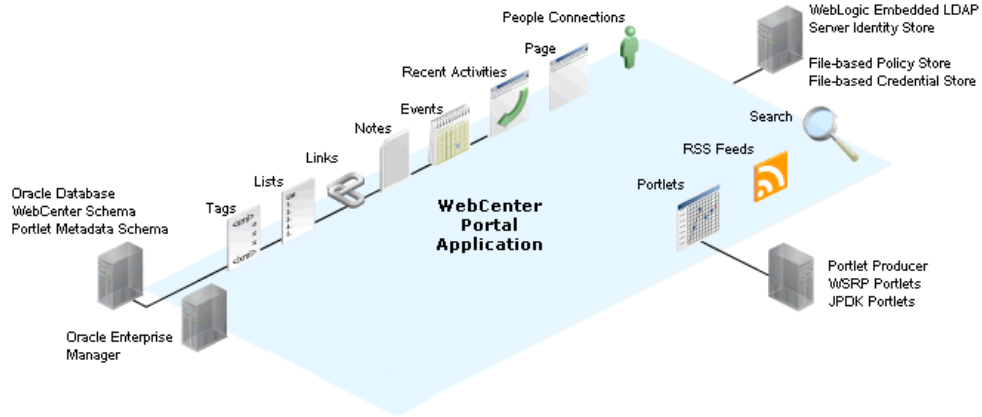 People Connections
WebLogic Embedded LDAP
Server Identity Store
File-based Policy Store
File-based Credential Store
Page
Recent Activities
Events
Notes
Links
Lists
Tags
Search
RSS Feeds
Portlets
Oracle Database
WebCenter Schema
Portlet Metadata Schema
WebCenter
Portal
Application
Portlet Producer
WSRP Portlets
JPDK Portlets
Oracle Enterprise
Manager